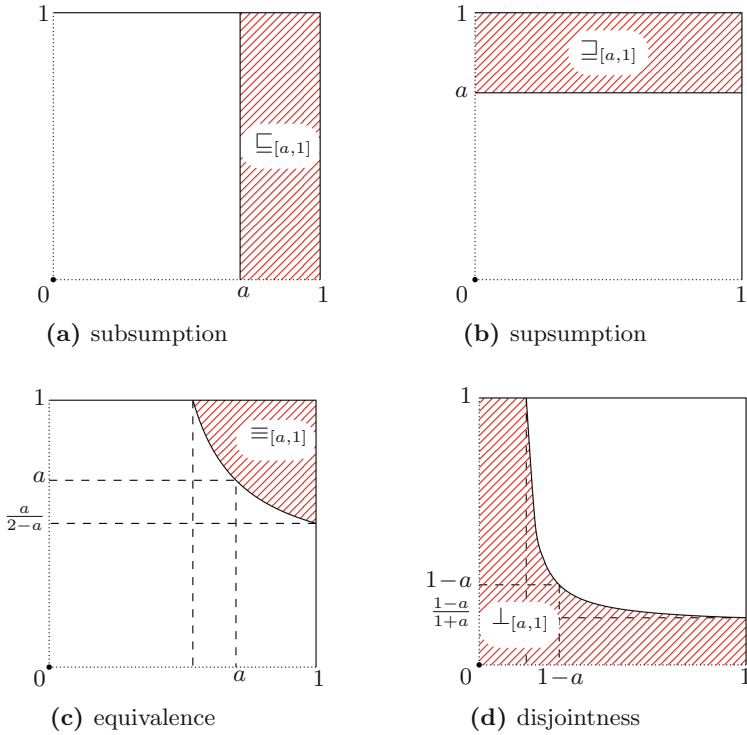 1
⊑[a,1]
0
a
1
(a) subsumption
1
⊒[a,1]
a
0
1
(b) supsumption
1
≡[a,1]
a
a/(2−a)
0
a
1
(c) equivalence
1
1−a
(1−a)/(1+a)
⊥[a,1]
0
1−a
1
(d) disjointness